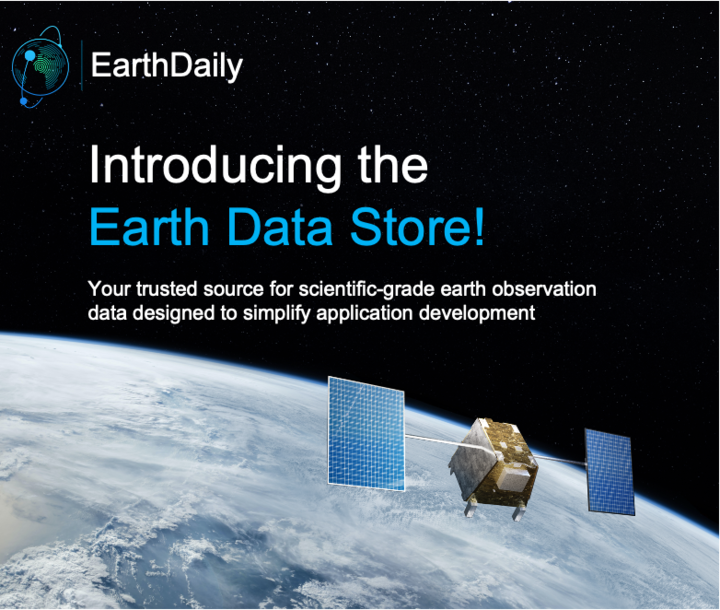 EarthDaily
Introducing the
Earth Data Store!
Your trusted source for scientific-grade earth observation
data designed to simplify application development